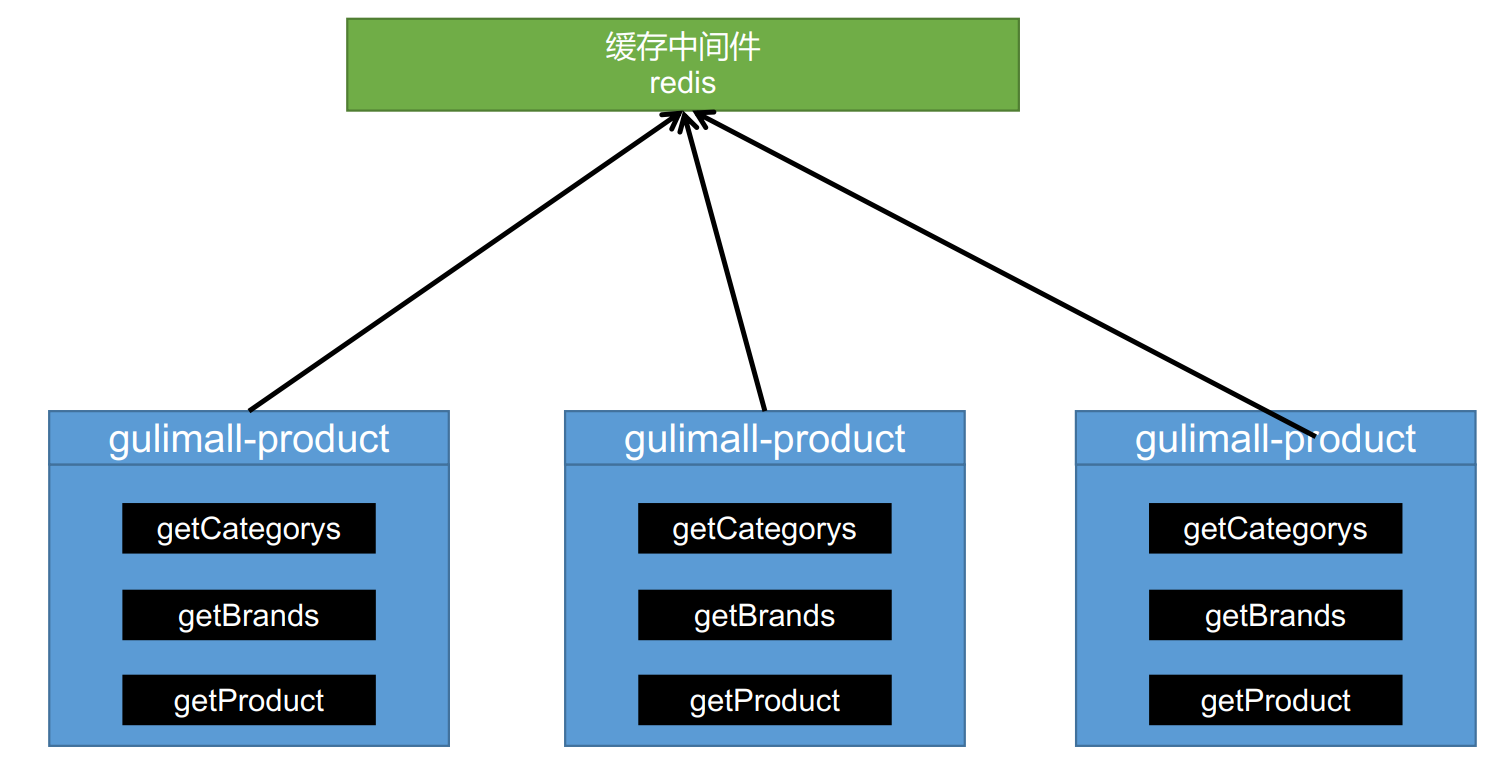 缓存中间件
redis
gulimall-product
getCategorys
getBrands
getProduct
gulimall-product
getCategorys
getBrands
getProduct
gulimall-product
getCategorys
getBrands
getProduct